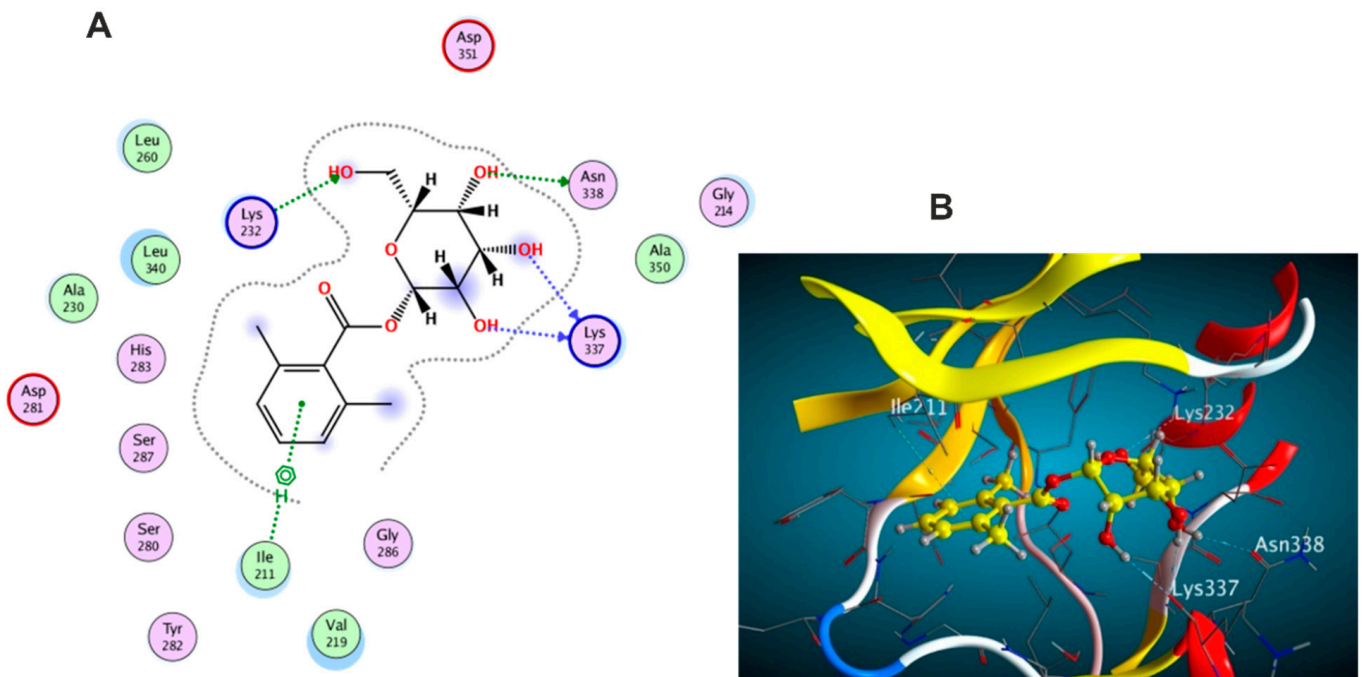 A
Asp
351
Leu
260
HO
H
OH
Asn
338
Gly
214
B
Lys
232
H
Leu
340
O
H
OH
Ala
350
Ala
230
H
H
O
O
H
OH
Lys
337
His
283
Asp
281
Ser
287
H
Ser
280
Ile
211
Gly
286
Tyr
282
Val
219
Ile211
Lys232
Asn338
Lys337